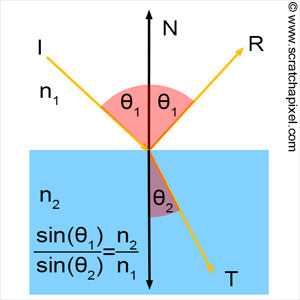 N
I
R
n₁
θ₁ θ₁
n₂
θ₂
sin(θ₁)/sin(θ₂)=n₂/n₁
T
© www.scratchapixel.com